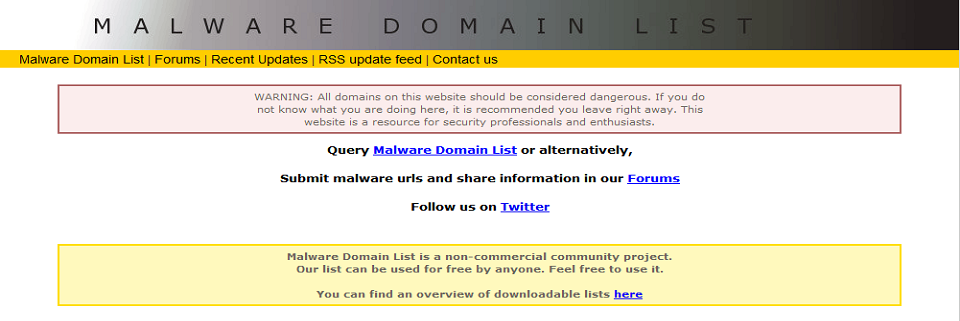 MALWARE DOMAIN LIST
Malware Domain List | Forums | Recent Updates | RSS update feed | Contact us
WARNING: All domains on this website should be considered dangerous. If you do
not know what you are doing here, it is recommended you leave right away. This
website is a resource for security professionals and enthusiasts.
Query Malware Domain List or alternatively,
Submit malware urls and share information in our Forums
Follow us on Twitter
Malware Domain List is a non-commercial community project.
Our list can be used for free by anyone. Feel free to use it.
You can find an overview of downloadable lists here